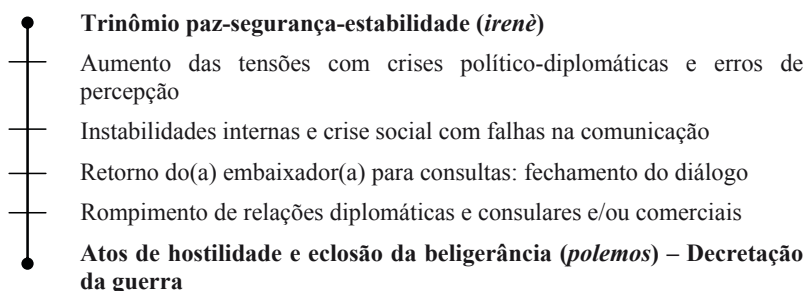 Trinômio paz-segurança-estabilidade (irenè)
Aumento das tensões com crises político-diplomáticas e erros de
percepção
Instabilidades internas e crise social com falhas na comunicação
Retorno do(a) embaixador(a) para consultas: fechamento do diálogo
Rompimento de relações diplomáticas e consulares e/ou comerciais
Atos de hostilidade e eclosão da beligerância (polemos) – Decretação
da guerra